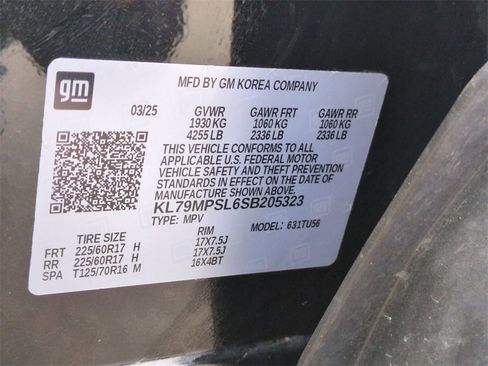 gm
MFD BY GM KOREA COMPANY
03/25 GVWR GAWR FRT GAWR RR
1930 KG 1060 KG 1060 KG
4255 LB 2336 LB 2336 LB
THIS VEHICLE CONFORMS TO ALL
APPLICABLE U.S. FEDERAL MOTOR
VEHICLE SAFETY AND THEFT PREVENTION
STANDARDS IN EFFECT ON THE DATE OF
MANUFACTURE SHOWN ABOVE.
KL79MPSL6SB205323
TYPE: MPV MODEL: 631TU56
TIRE SIZE RIM
FRT 225/60R17 H 17X7.5J
RR 225/60R17 H 17X7.5J
SPA T125/70R16 M 16X4BT